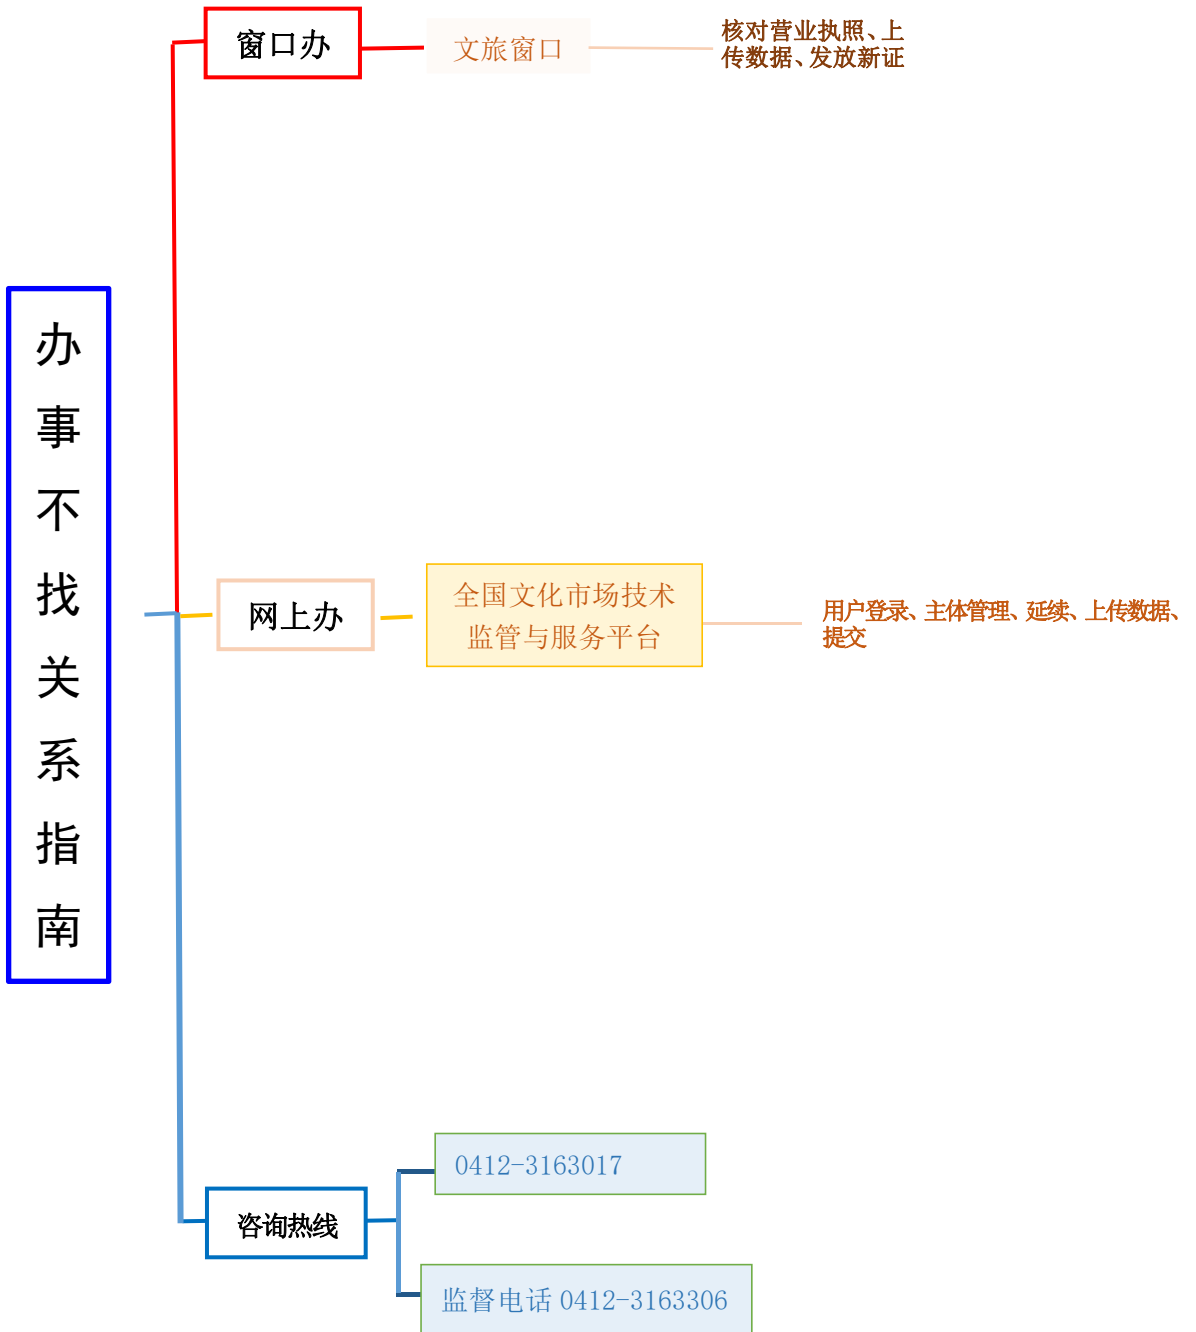 办事不找关系指南
窗口办
文旅窗口
核对营业执照、上
传数据、发放新证
网上办
全国文化市场技术
监管与服务平台
用户登录、主体管理、延续、上传数据、
提交
咨询热线
0412-3163017
监督电话 0412-3163306